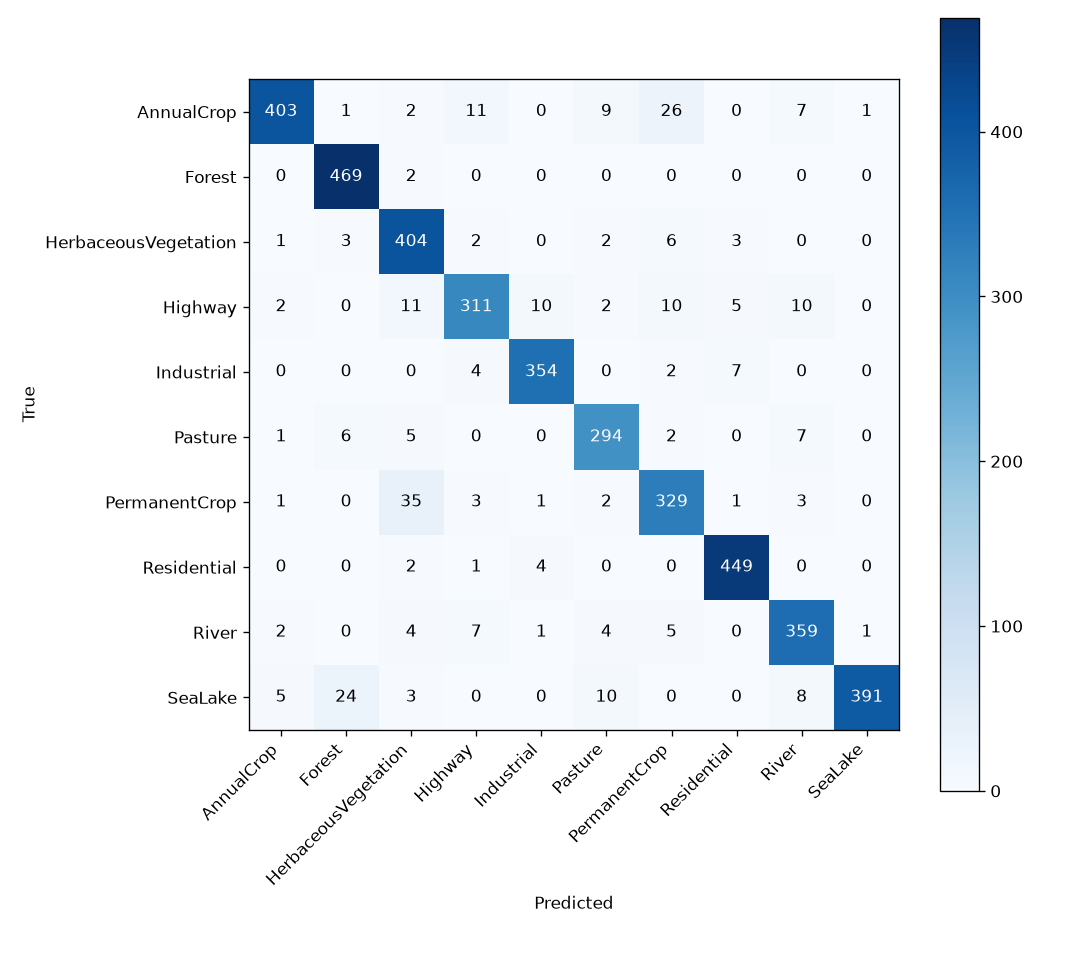 AnnualCrop 403 1 2 11 0 9 26 0 7 1
Forest 0 469 2 0 0 0 0 0 0 0
HerbaceousVegetation 1 3 404 2 0 2 6 3 0 0
Highway 2 0 11 311 10 2 10 5 10 0
Industrial 0 0 0 4 354 0 2 7 0 0
Pasture 1 6 5 0 0 294 2 0 7 0
PermanentCrop 1 0 35 3 1 2 329 1 3 0
Residential 0 0 2 1 4 0 0 449 0 0
River 2 0 4 7 1 4 5 0 359 1
SeaLake 5 24 3 0 0 10 0 0 8 391
True
AnnualCrop
Forest
HerbaceousVegetation
Highway
Industrial
Pasture
PermanentCrop
Residential
River
SeaLake
Predicted
400
300
200
100
0